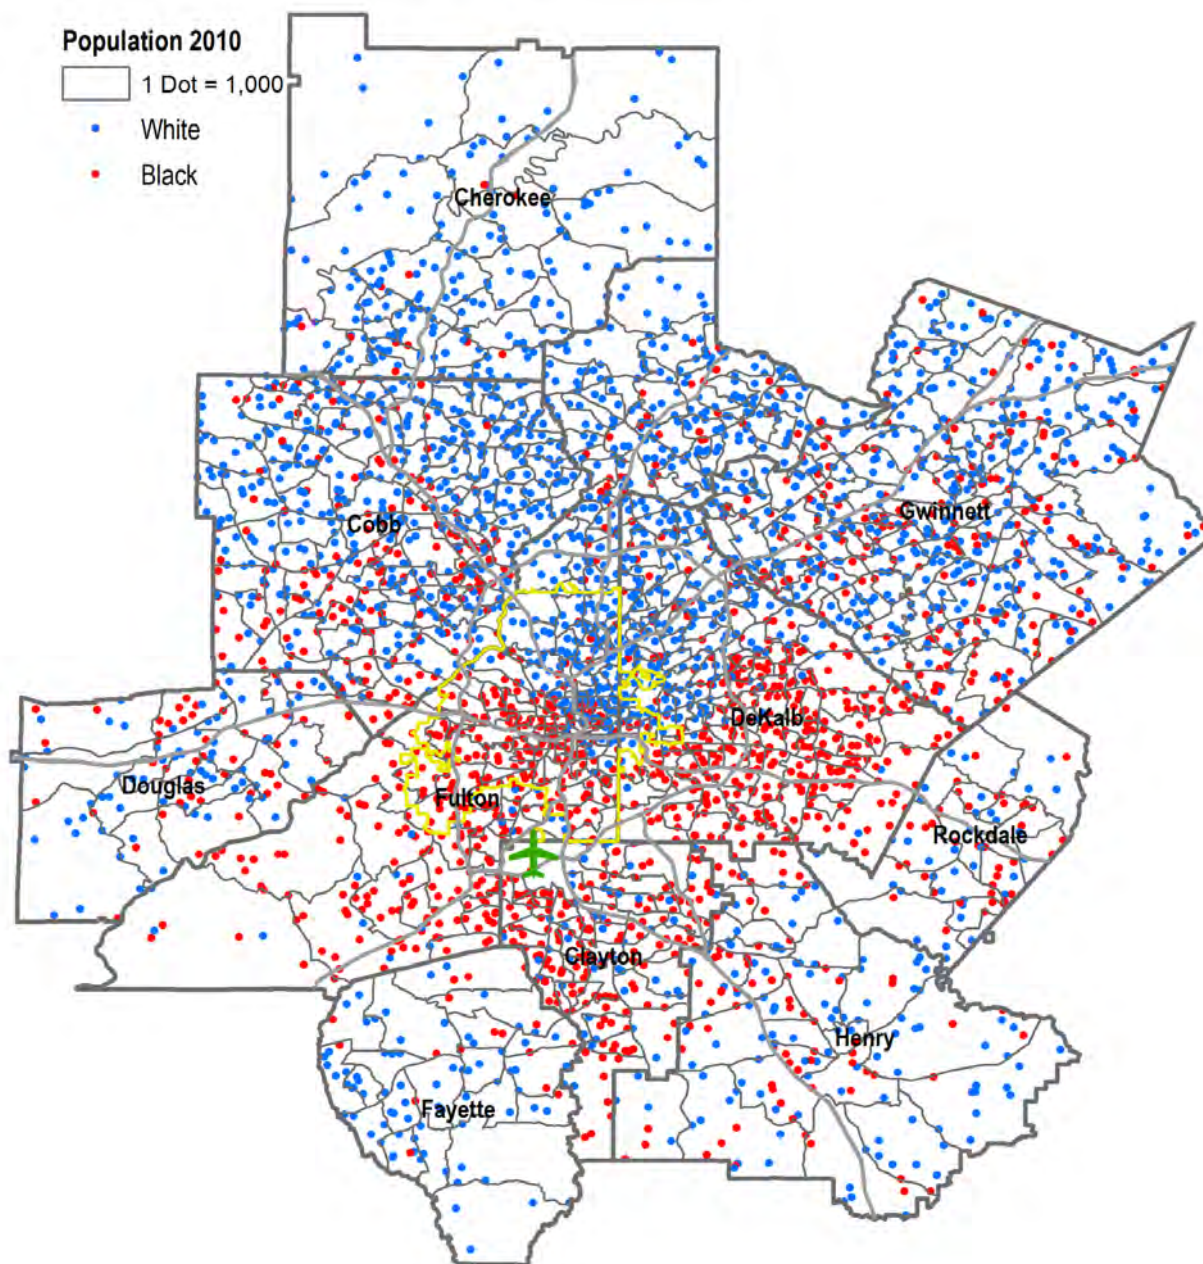 Population 2010
1 Dot = 1,000
White
Black
Cherokee
Cobb
Gwinnett
DeKalb
Douglas
Fulton
Rockdale
Clayton
Henry
Fayette